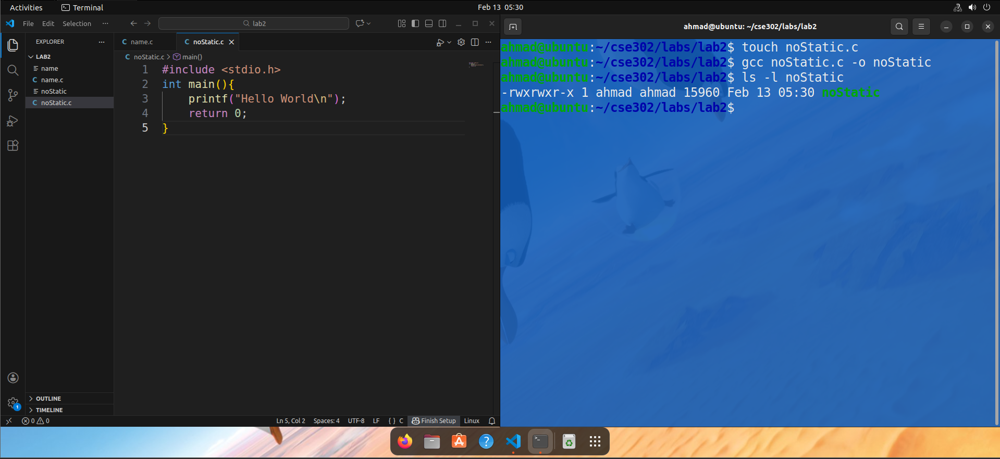 Activities Terminal Feb 13 05:30
File Edit Selection ··· lab2
EXPLORER ···
LAB2
name
C name.c
noStatic
C noStatic.c
C name.c C noStatic.c
C noStatic.c > main()
1 #include <stdio.h>
2 int main(){
3 printf("Hello World\n");
4 return 0;
5 }
OUTLINE
TIMELINE
1
0 0 Ln 5, Col 2 Spaces: 4 UTF-8 LF { } C Finish Setup Linux
ahmad@ubuntu: ~/cse302/labs/lab2
ahmad@ubuntu:~/cse302/labs/lab2$ touch noStatic.c
ahmad@ubuntu:~/cse302/labs/lab2$ gcc noStatic.c -o noStatic
ahmad@ubuntu:~/cse302/labs/lab2$ ls -l noStatic
-rwxrwxr-x 1 ahmad ahmad 15960 Feb 13 05:30 noStatic
ahmad@ubuntu:~/cse302/labs/lab2$